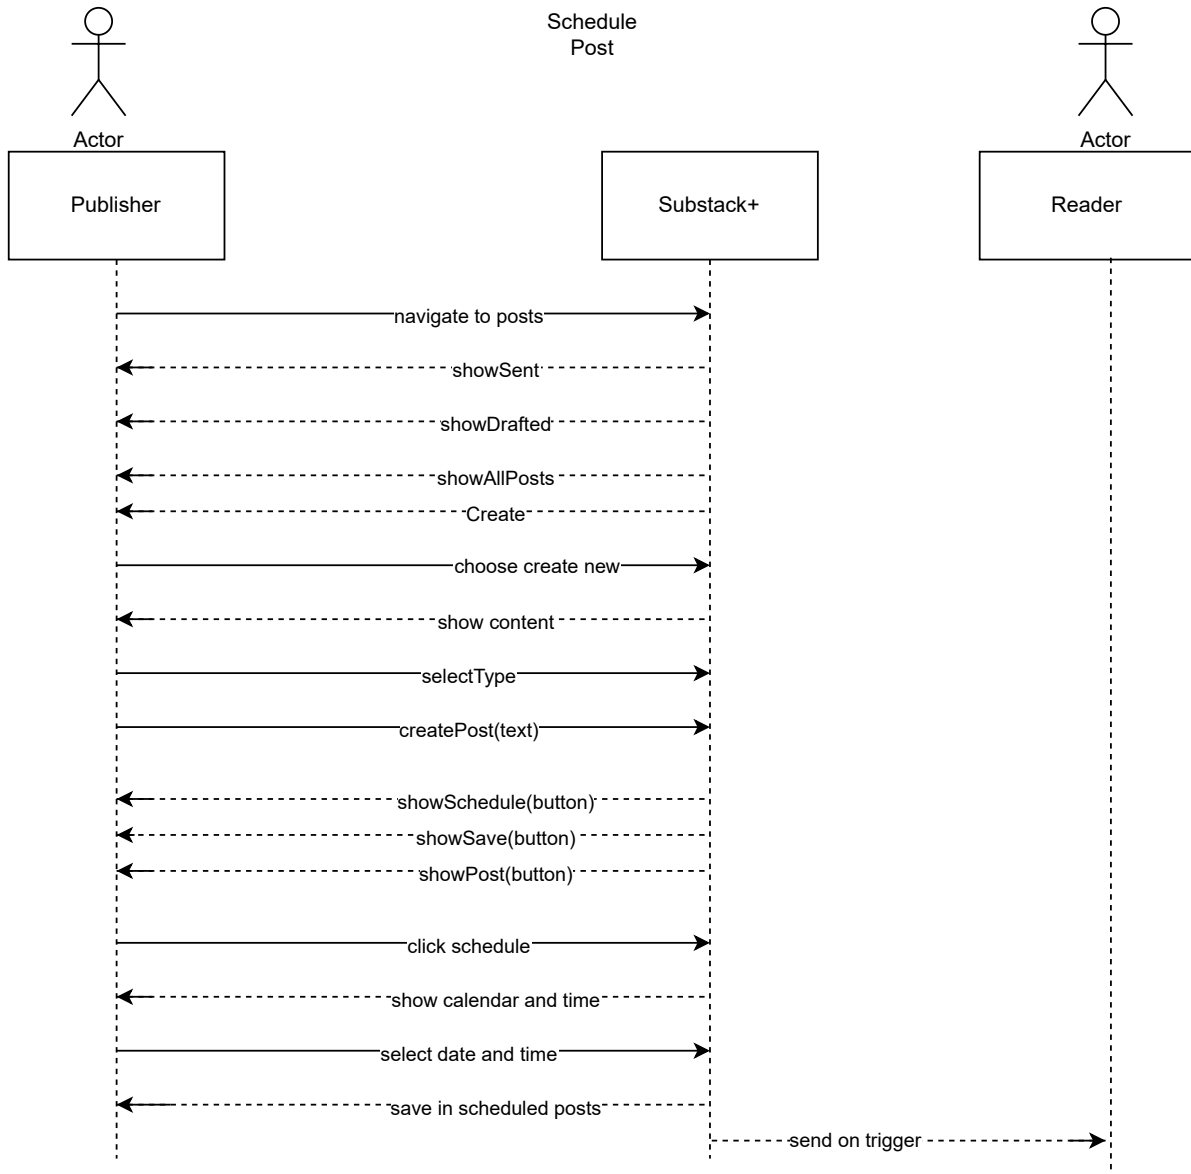 Schedule
Post
Actor
Actor
Publisher
Substack+
Reader
navigate to posts
showSent
showDrafted
showAllPosts
Create
choose create new
show content
selectType
createPost(text)
showSchedule(button)
showSave(button)
showPost(button)
click schedule
show calendar and time
select date and time
save in scheduled posts
send on trigger